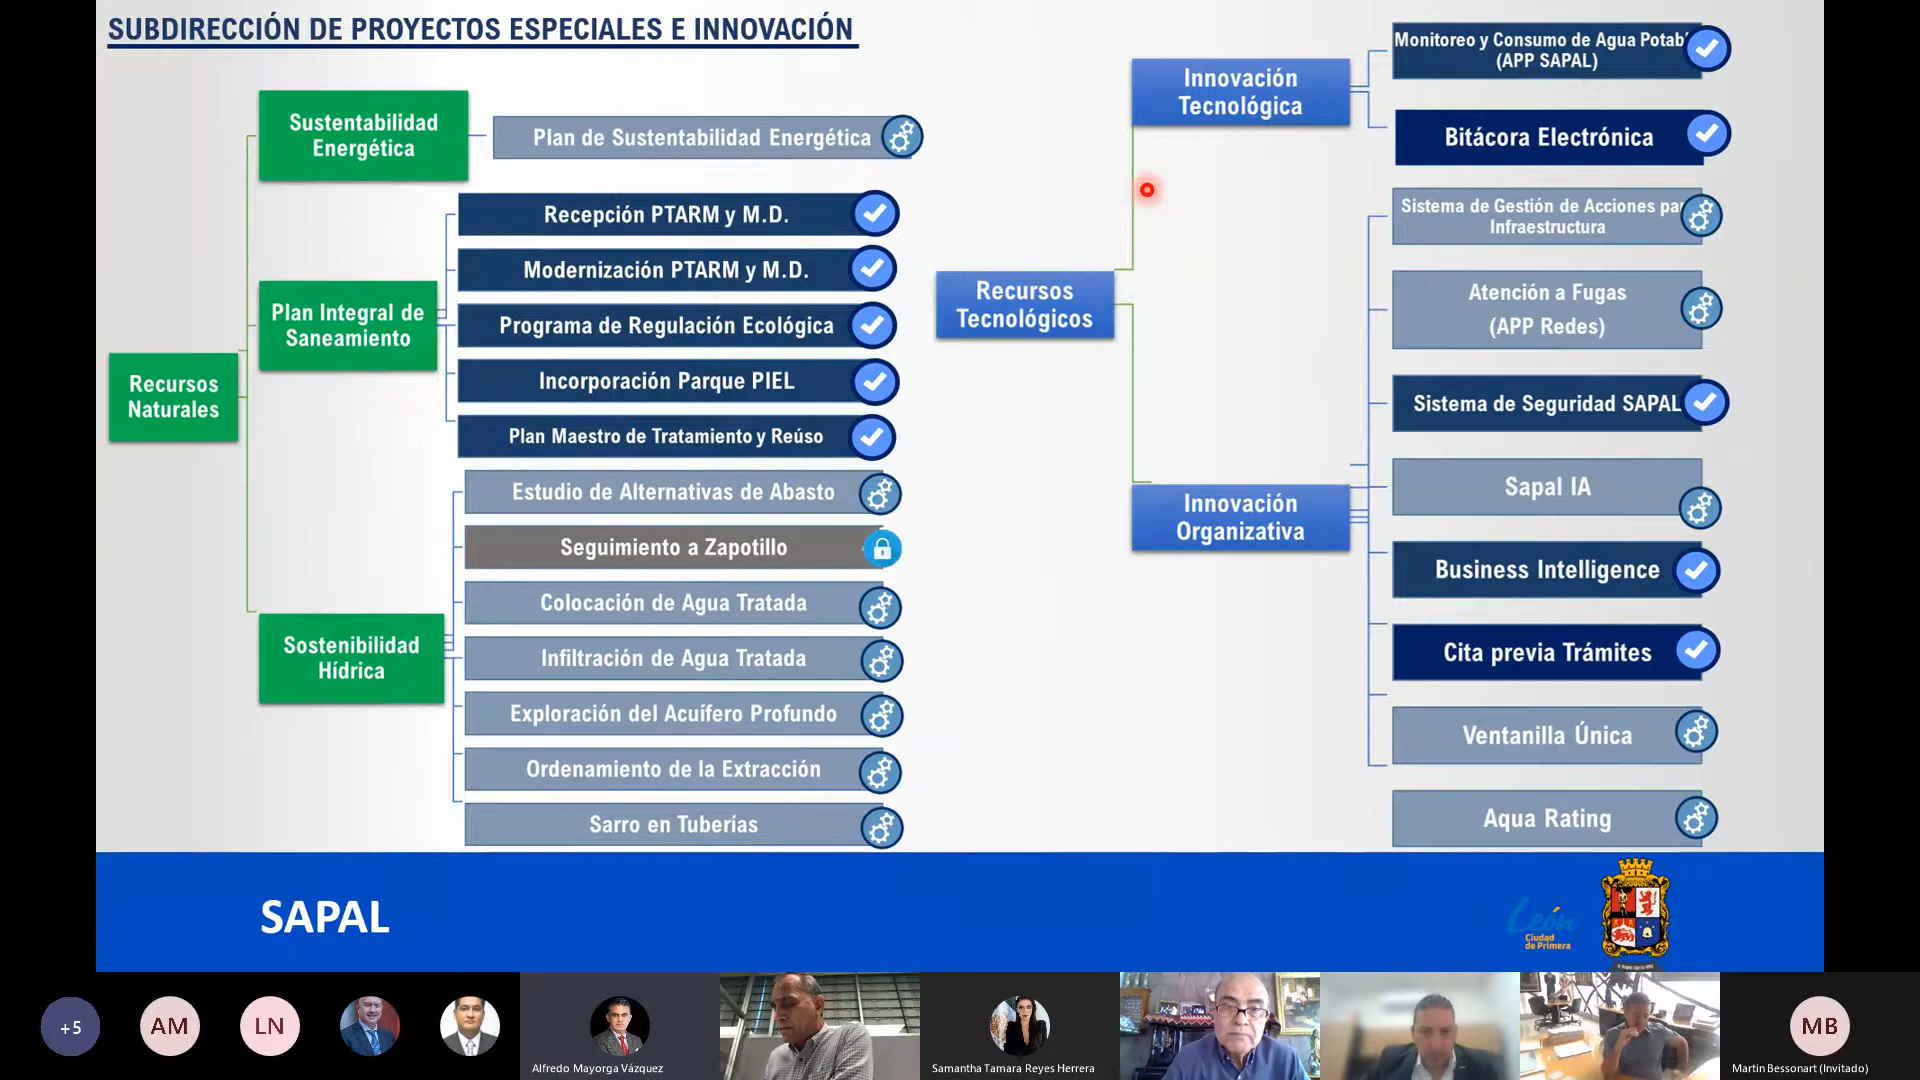 SUBDIRECCIÓN DE PROYECTOS ESPECIALES E INNOVACIÓN
Recursos
Naturales
Sustentabilidad
Energética
Plan de Sustentabilidad Energética
Plan Integral de
Saneamiento
Recepción PTARM y M.D.
Modernización PTARM y M.D.
Programa de Regulación Ecológica
Incorporación Parque PIEL
Plan Maestro de Tratamiento y Reúso
Sostenibilidad
Hídrica
Estudio de Alternativas de Abasto
Seguimiento a Zapotillo
Colocación de Agua Tratada
Infiltración de Agua Tratada
Exploración del Acuífero Profundo
Ordenamiento de la Extracción
Sarro en Tuberías
Recursos
Tecnológicos
Innovación
Tecnológica
Monitoreo y Consumo de Agua Potab
(APP SAPAL)
Bitácora Electrónica
Innovación
Organizativa
Sistema de Gestión de Acciones par
Infraestructura
Atención a Fugas
(APP Redes)
Sistema de Seguridad SAPAL
Sapal IA
Business Intelligence
Cita previa Trámites
Ventanilla Única
Aqua Rating
SAPAL
León
Ciudad
de Primera
+5
AM
LN
Alfredo Mayorga Vázquez
Samantha Tamara Reyes Herrera
MB
Martin Bessonart (Invitado)